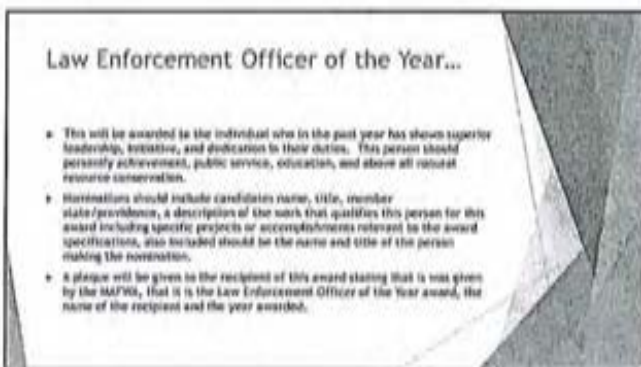 Law Enforcement Officer of the Year...
▸ This will be awarded to the individual who in the past year has shown superior
leadership, initiative, and dedication to their duties. This person should
personify achievement, public service, education, and above all natural
resource conservation.
▸ Nominations should include candidates name, title, member
state/providence, a description of the work that qualifies this person for this
award including specific projects or accomplishments relevant to the award
specifications, also included should be the name and title of the person
making the nomination.
▸ A plaque will be given to the recipient of this award stating that is was given
by the MAFWA, that it is the Law Enforcement Officer of the Year award, the
name of the recipient and the year awarded.